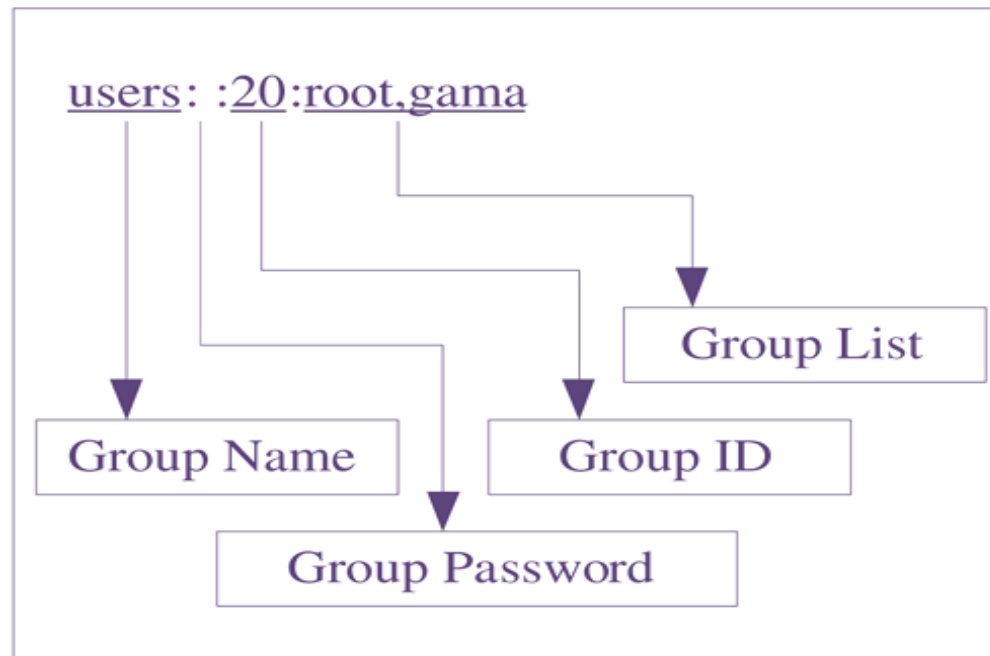 users: :20:root,gama
Group List
Group Name
Group ID
Group Password